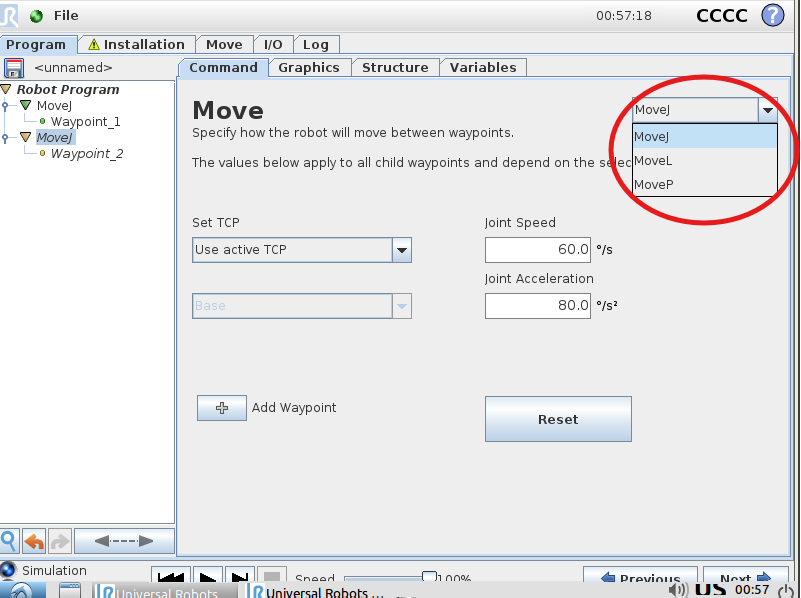 File 00:57:18 CCCC ?
Program Installation Move I/O Log
<unnamed> Command Graphics Structure Variables
Robot Program
MoveJ
Waypoint_1
MoveJ
Waypoint_2
Move
MoveJ
Specify how the robot will move between waypoints.
MoveJ
MoveL
MoveP
The values below apply to all child waypoints and depend on the selec
Set TCP Joint Speed
Use active TCP 60.0 °/s
Joint Acceleration
Base 80.0 °/s²
Add Waypoint Reset
Simulation Speed 100% Previous Next
Universal Robots Universal Robots ... US 00:57